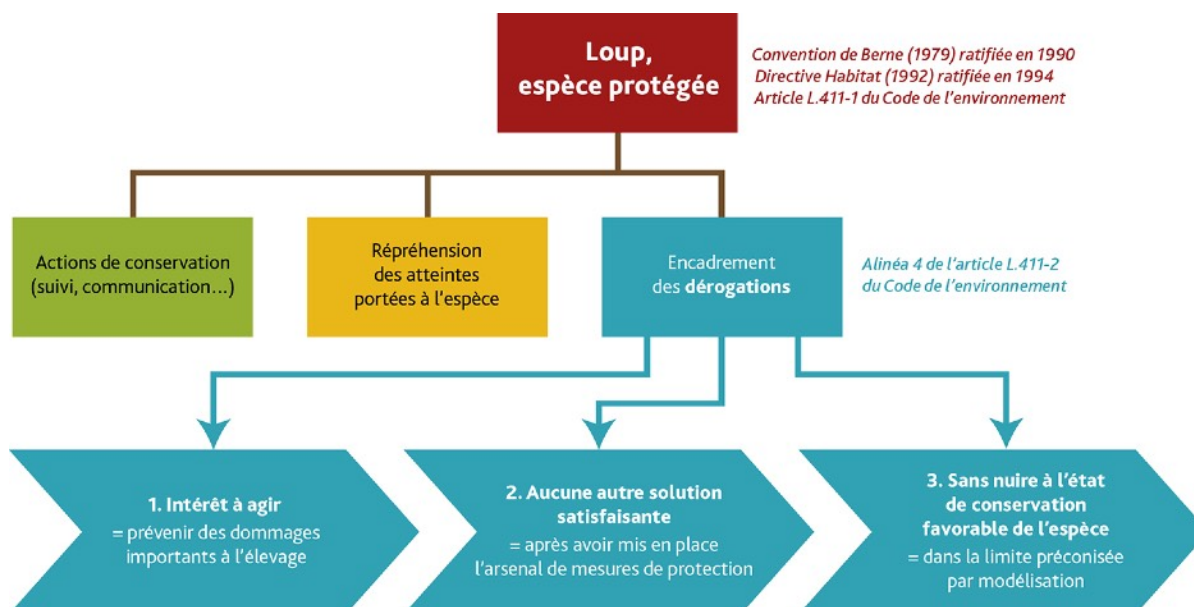 Loup,
espèce protégée
Convention de Berne (1979) ratifiée en 1990
Directive Habitat (1992) ratifiée en 1994
Article L.411-1 du Code de l'environnement
Actions de conservation
(suivi, communication...)
Répréhension
des atteintes
portées à l'espèce
Encadrement
des dérogations
Alinéa 4 de l'article L.411-2
du Code de l'environnement
1. Intérêt à agir
= prévenir des dommages
importants à l'élevage
2. Aucune autre solution
satisfaisante
= après avoir mis en place
l'arsenal de mesures de protection
3. Sans nuire à l'état
de conservation
favorable de l'espèce
= dans la limite préconisée
par modélisation